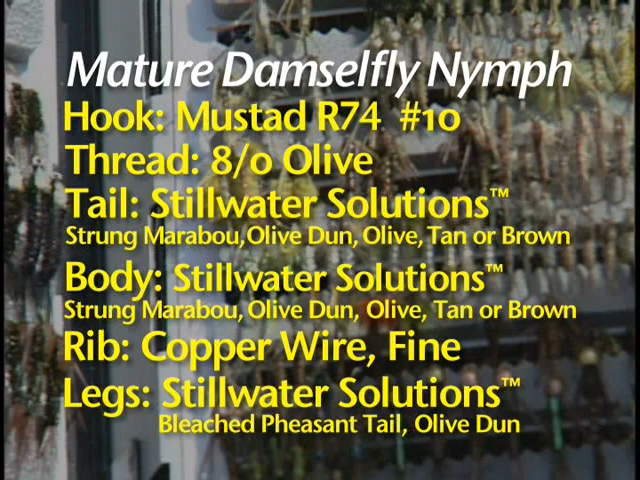 Mature Damselfly Nymph
Hook: Mustad R74 #10
Thread: 8/0 Olive
Tail: Stillwater Solutions™
Strung Marabou, Olive Dun, Olive, Tan or Brown
Body: Stillwater Solutions™
Strung Marabou, Olive Dun, Olive, Tan or Brown
Rib: Copper Wire, Fine
Legs: Stillwater Solutions™
Bleached Pheasant Tail, Olive Dun